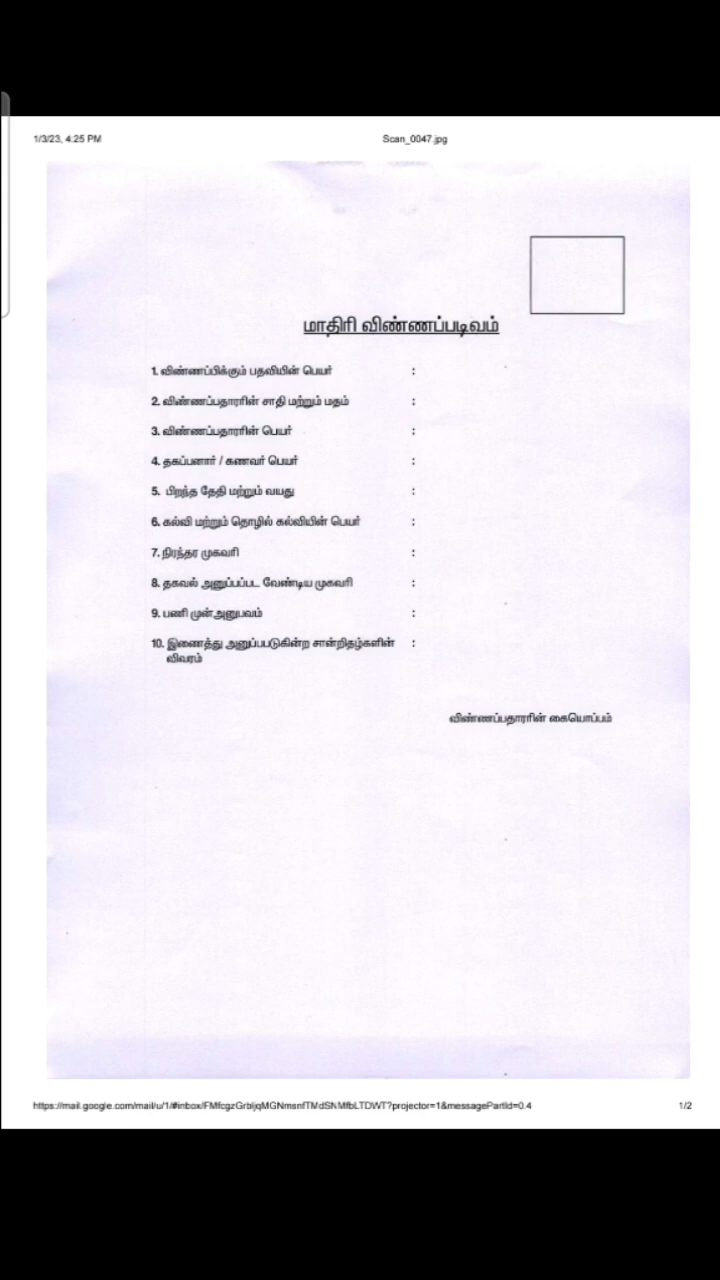 1/3/23, 4:25 PM Scan_0047.jpg
மாதிரி விண்ணப்படிவம்
1. விண்ணப்பிக்கும் பதவியின் பெயர் :
2. விண்ணப்பதாரரின் சாதி மற்றும் மதம் :
3. விண்ணப்பதாரரின் பெயர் :
4. தகப்பனார் / கணவர் பெயர் :
5. பிறந்த தேதி மற்றும் வயது :
6. கல்வி மற்றும் தொழில் கல்வியின் பெயர் :
7. நிரந்தர முகவரி :
8. தகவல் அனுப்பப்பட வேண்டிய முகவரி :
9. பணி முன்அனுபவம் :
10. இணைத்து அனுப்படுகின்ற சான்றிதழ்களின் :
விவரம்
விண்ணப்பதாரரின் கையொப்பம்
1/2